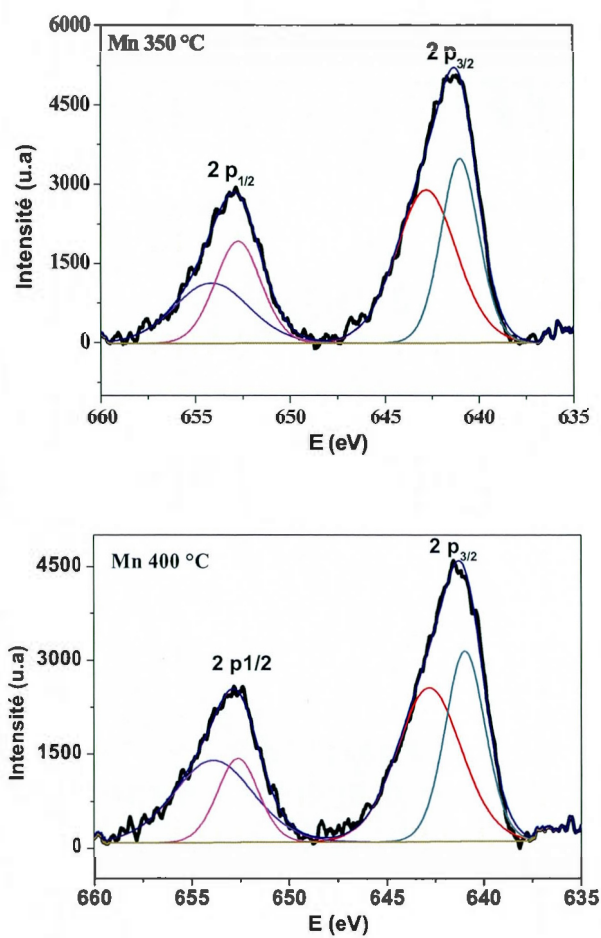 Mn 350 °C
2 p3/2
2 p1/2
Intensité (u.a)
6000
4500
3000
1500
0
660 655 650 645 640 635
E (eV)
Mn 400 °C
2 p3/2
2 p1/2
Intensité (u.a)
4500
3000
1500
0
660 655 650 645 640 635
E (eV)